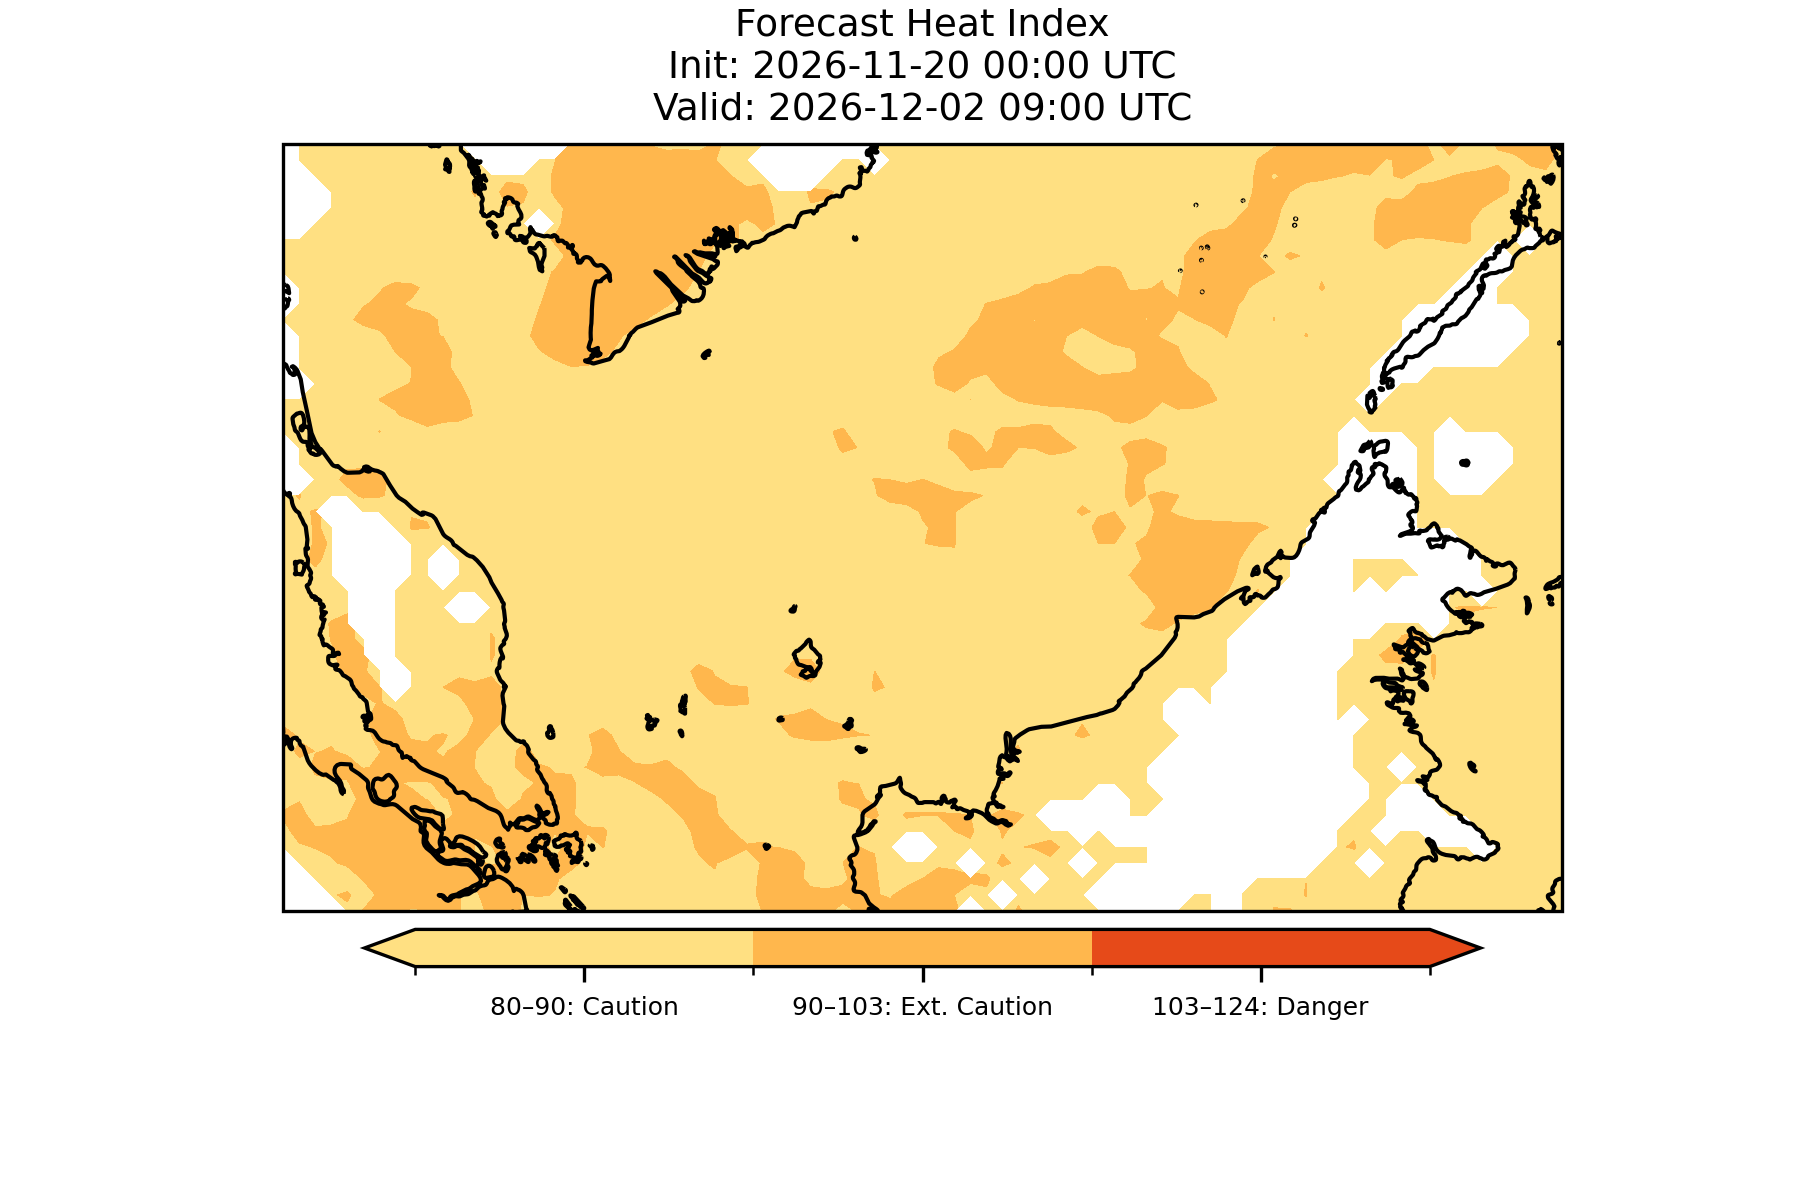 Forecast Heat Index
Init: 2026-11-20 00:00 UTC
Valid: 2026-12-02 09:00 UTC
80–90: Caution
90–103: Ext. Caution
103–124: Danger